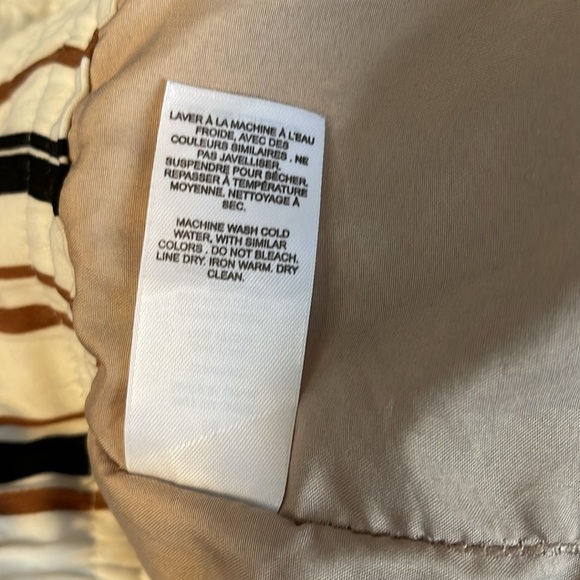 LAVER À LA MACHINE À L'EAU
FROIDE, AVEC DES
COULEURS SIMILAIRES . NE
PAS JAVELLISER.
SUSPENDRE POUR SÉCHER.
REPASSER À TEMPÉRATURE
MOYENNE. NETTOYAGE À
SEC.
MACHINE WASH COLD
WATER, WITH SIMILAR
COLORS . DO NOT BLEACH.
LINE DRY. IRON WARM. DRY
CLEAN.